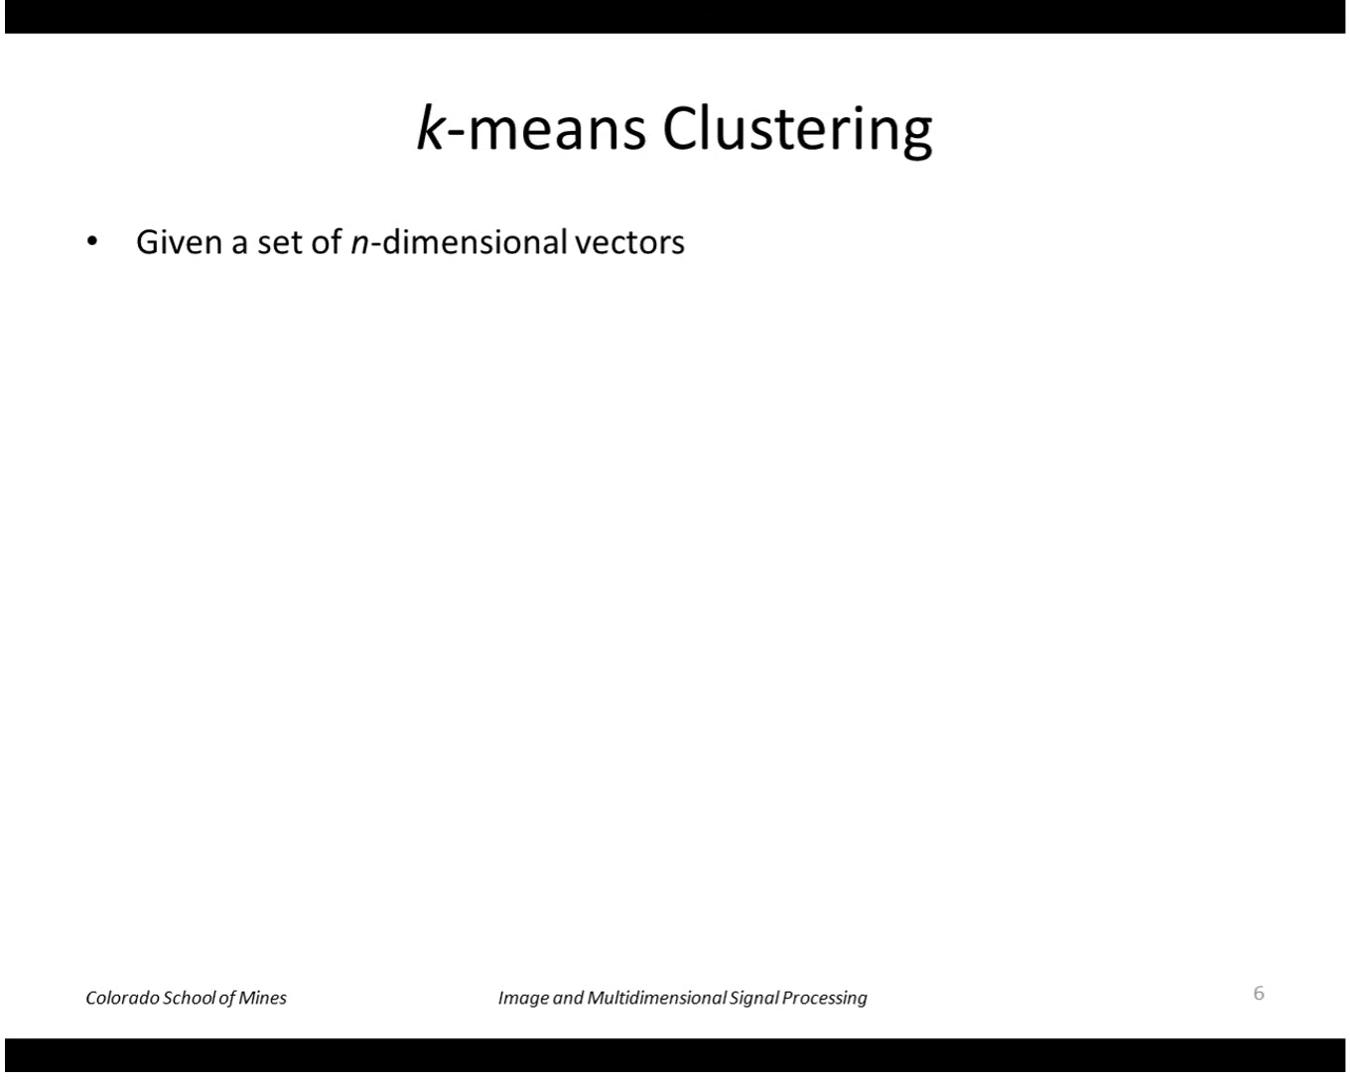 k-means Clustering
• Given a set of n-dimensional vectors
Colorado School of Mines
Image and Multidimensional Signal Processing
6